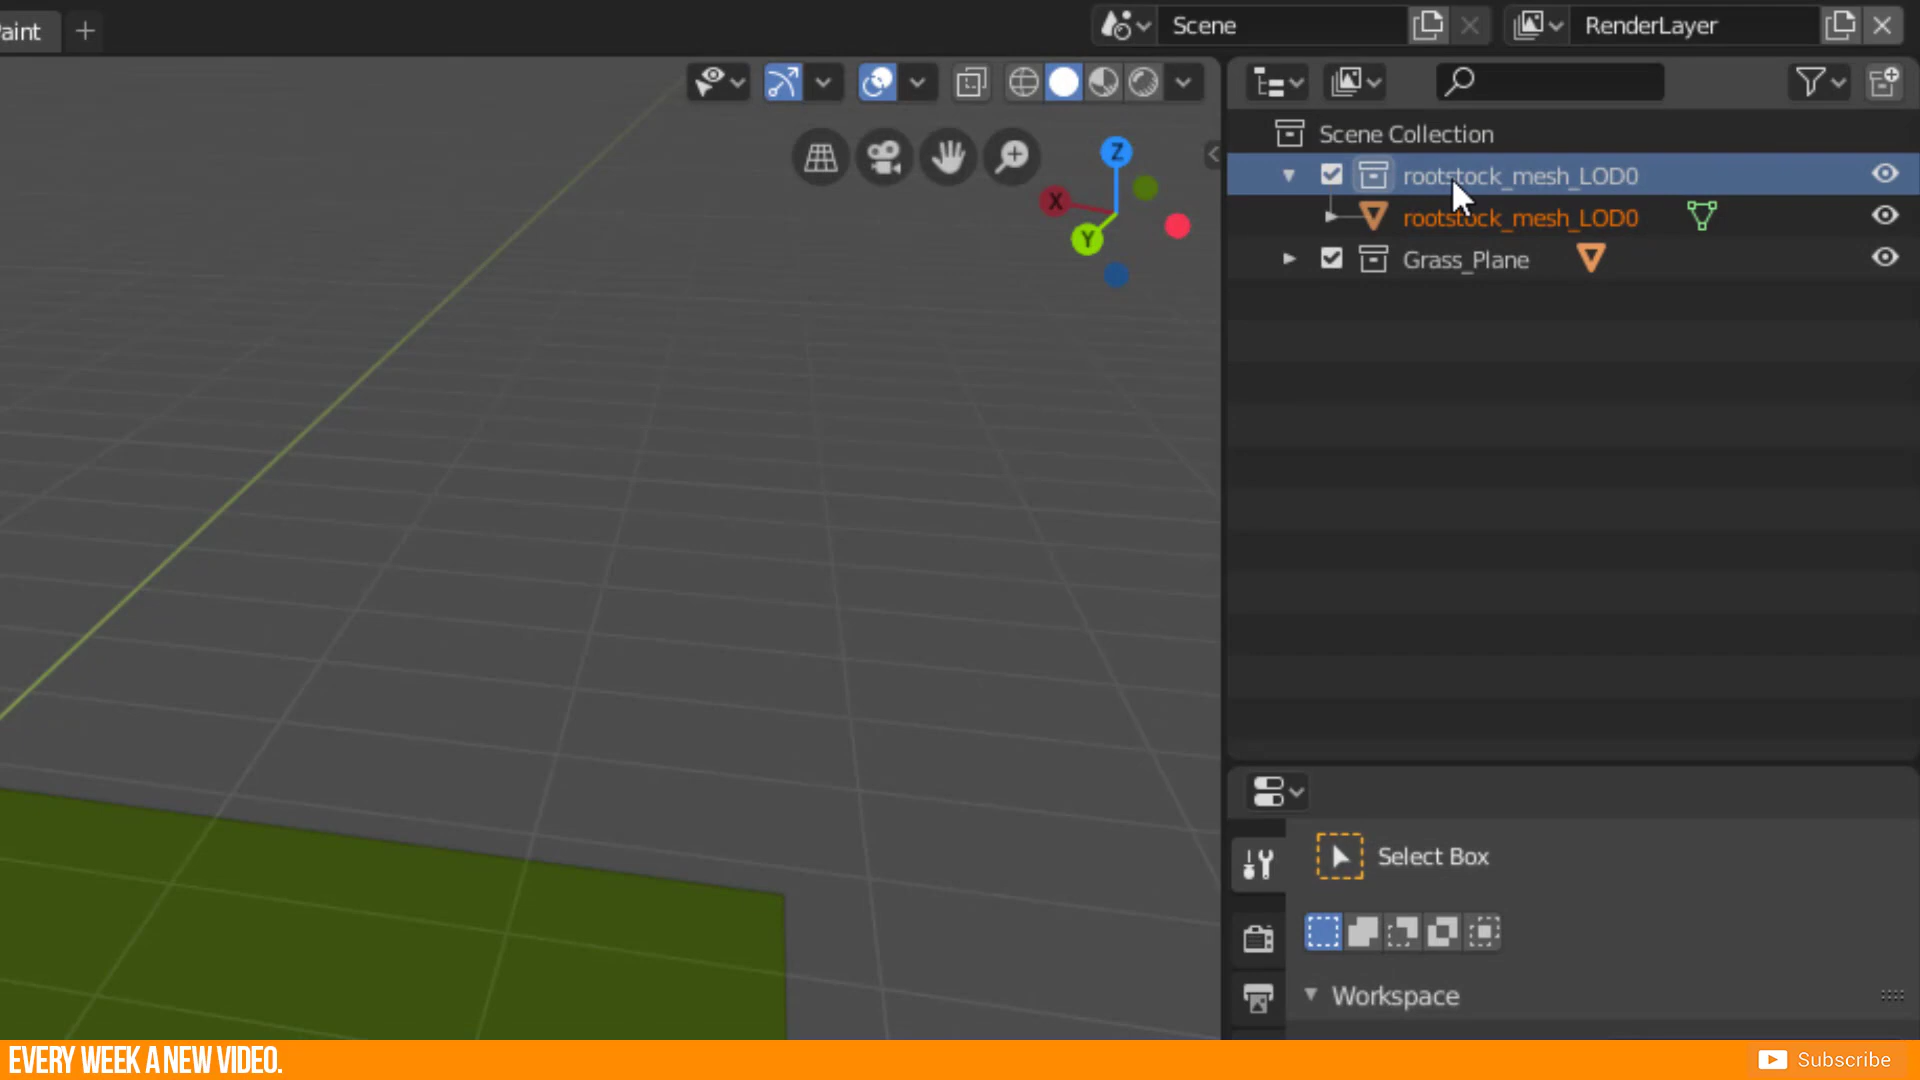 aint
Scene
RenderLayer
Scene Collection
rootstock_mesh_LOD0
rootstock_mesh_LOD0
Grass_Plane
Z
X
Y
Select Box
Workspace
EVERY WEEK A NEW VIDEO.
Subscribe